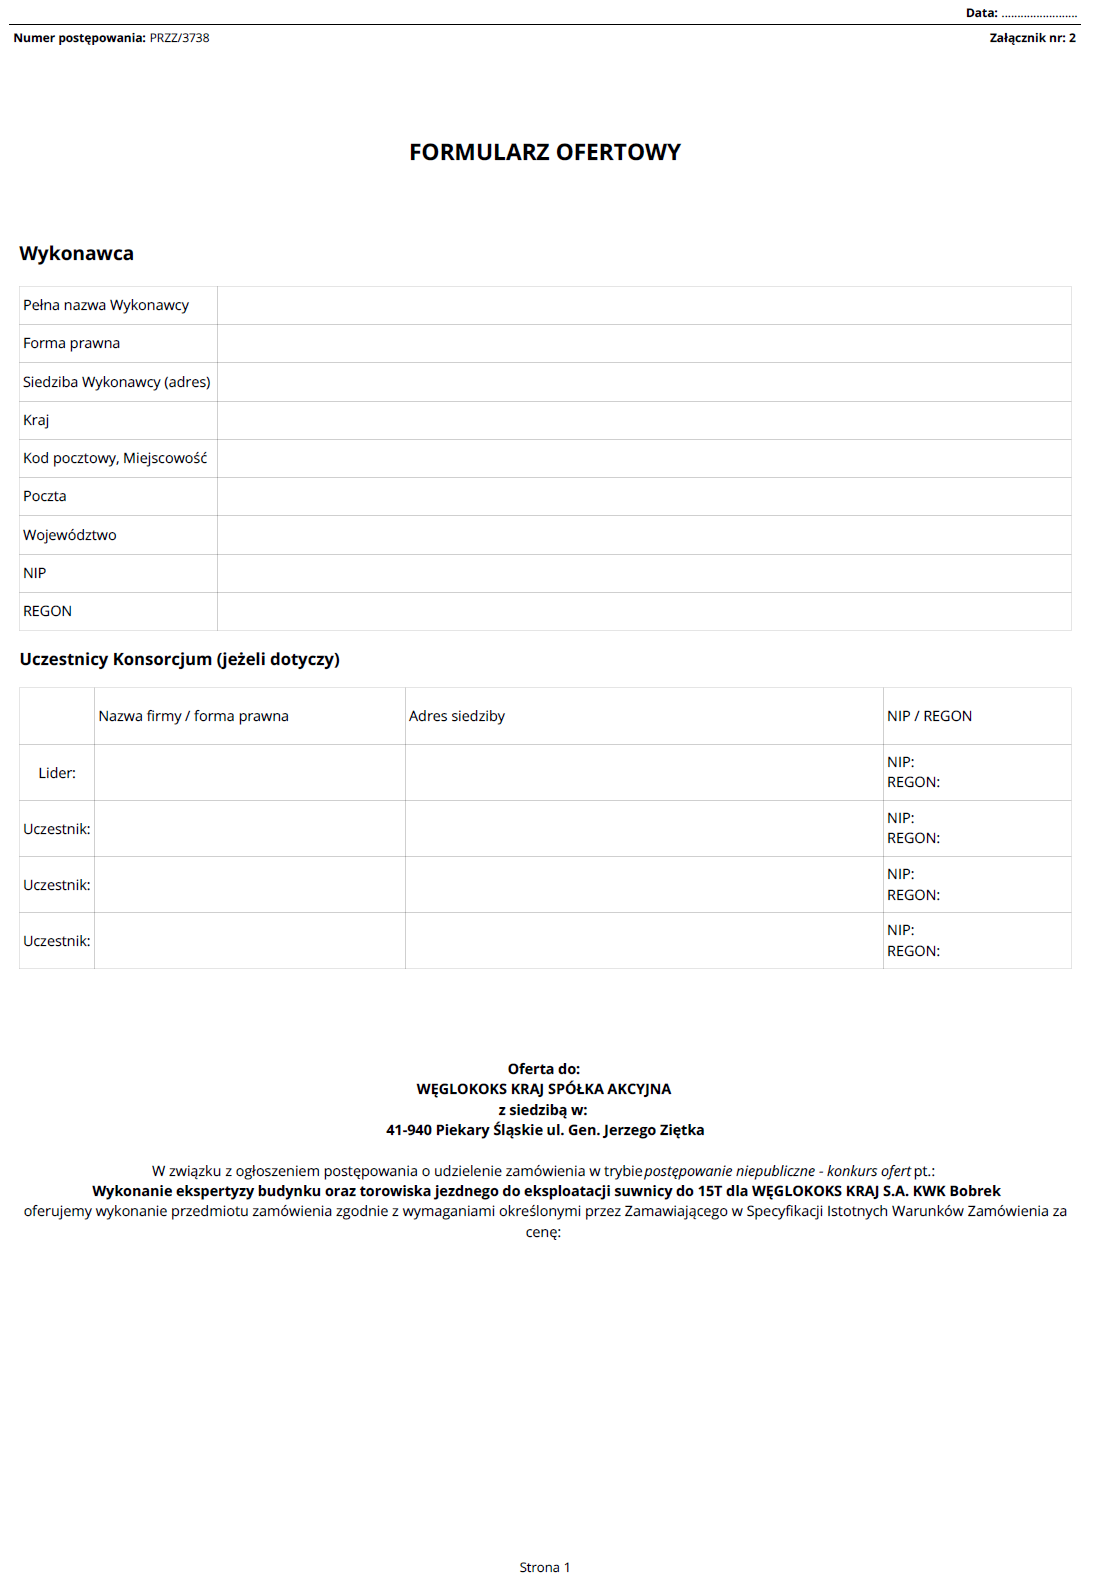 Data: ........................
Numer postępowania: PRZZ/3738
Załącznik nr: 2
FORMULARZ OFERTOWY
Wykonawca
Pełna nazwa Wykonawcy
Forma prawna
Siedziba Wykonawcy (adres)
Kraj
Kod pocztowy, Miejscowość
Poczta
Województwo
NIP
REGON
Uczestnicy Konsorcjum (jeżeli dotyczy)
Nazwa firmy / forma prawna
Adres siedziby
NIP / REGON
Lider:
NIP:
REGON:
Uczestnik:
NIP:
REGON:
Uczestnik:
NIP:
REGON:
Uczestnik:
NIP:
REGON:
Oferta do:
WĘGLOKOKS KRAJ SPÓŁKA AKCYJNA
z siedzibą w:
41-940 Piekary Śląskie ul. Gen. Jerzego Ziętka
W związku z ogłoszeniem postępowania o udzielenie zamówienia w trybie postępowanie niepubliczne - konkurs ofert pt.:
Wykonanie ekspertyzy budynku oraz torowiska jezdnego do eksploatacji suwnicy do 15T dla WĘGLOKOKS KRAJ S.A. KWK Bobrek
oferujemy wykonanie przedmiotu zamówienia zgodnie z wymaganiami określonymi przez Zamawiającego w Specyfikacji Istotnych Warunków Zamówienia za
cenę:
Strona 1